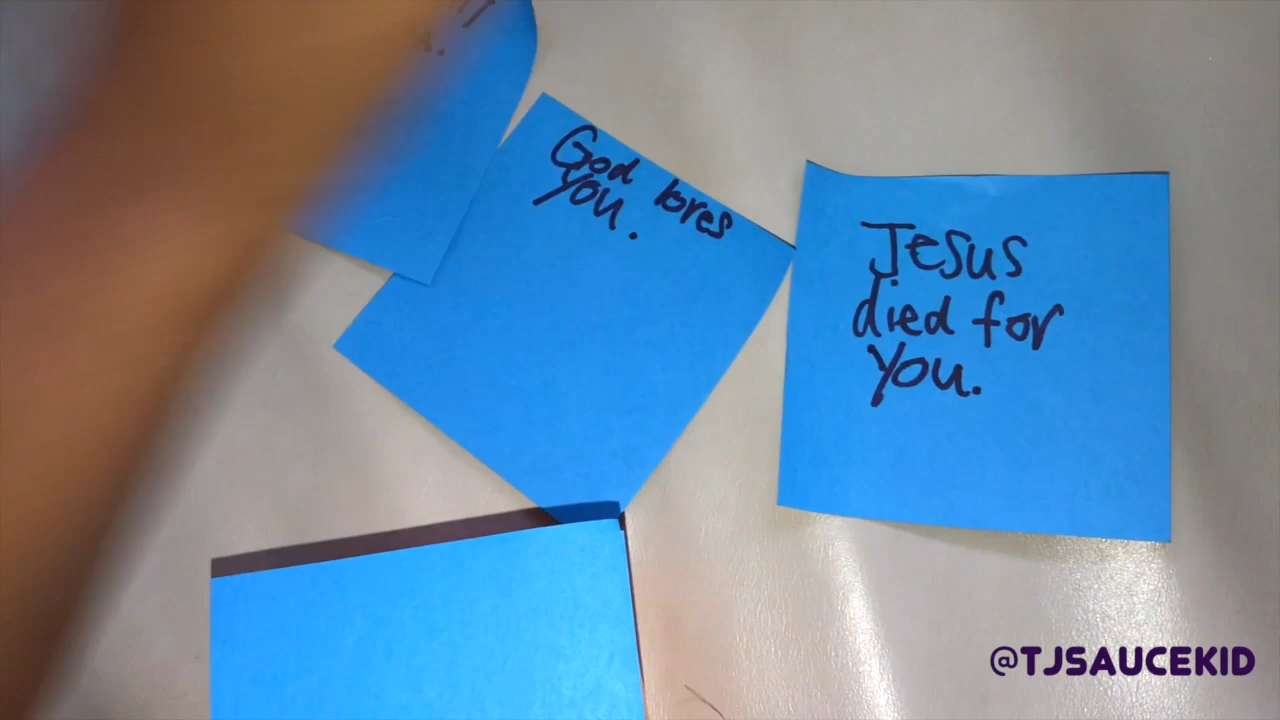 God loves
you.
Jesus
died for
you.
@TJSAUCEKID